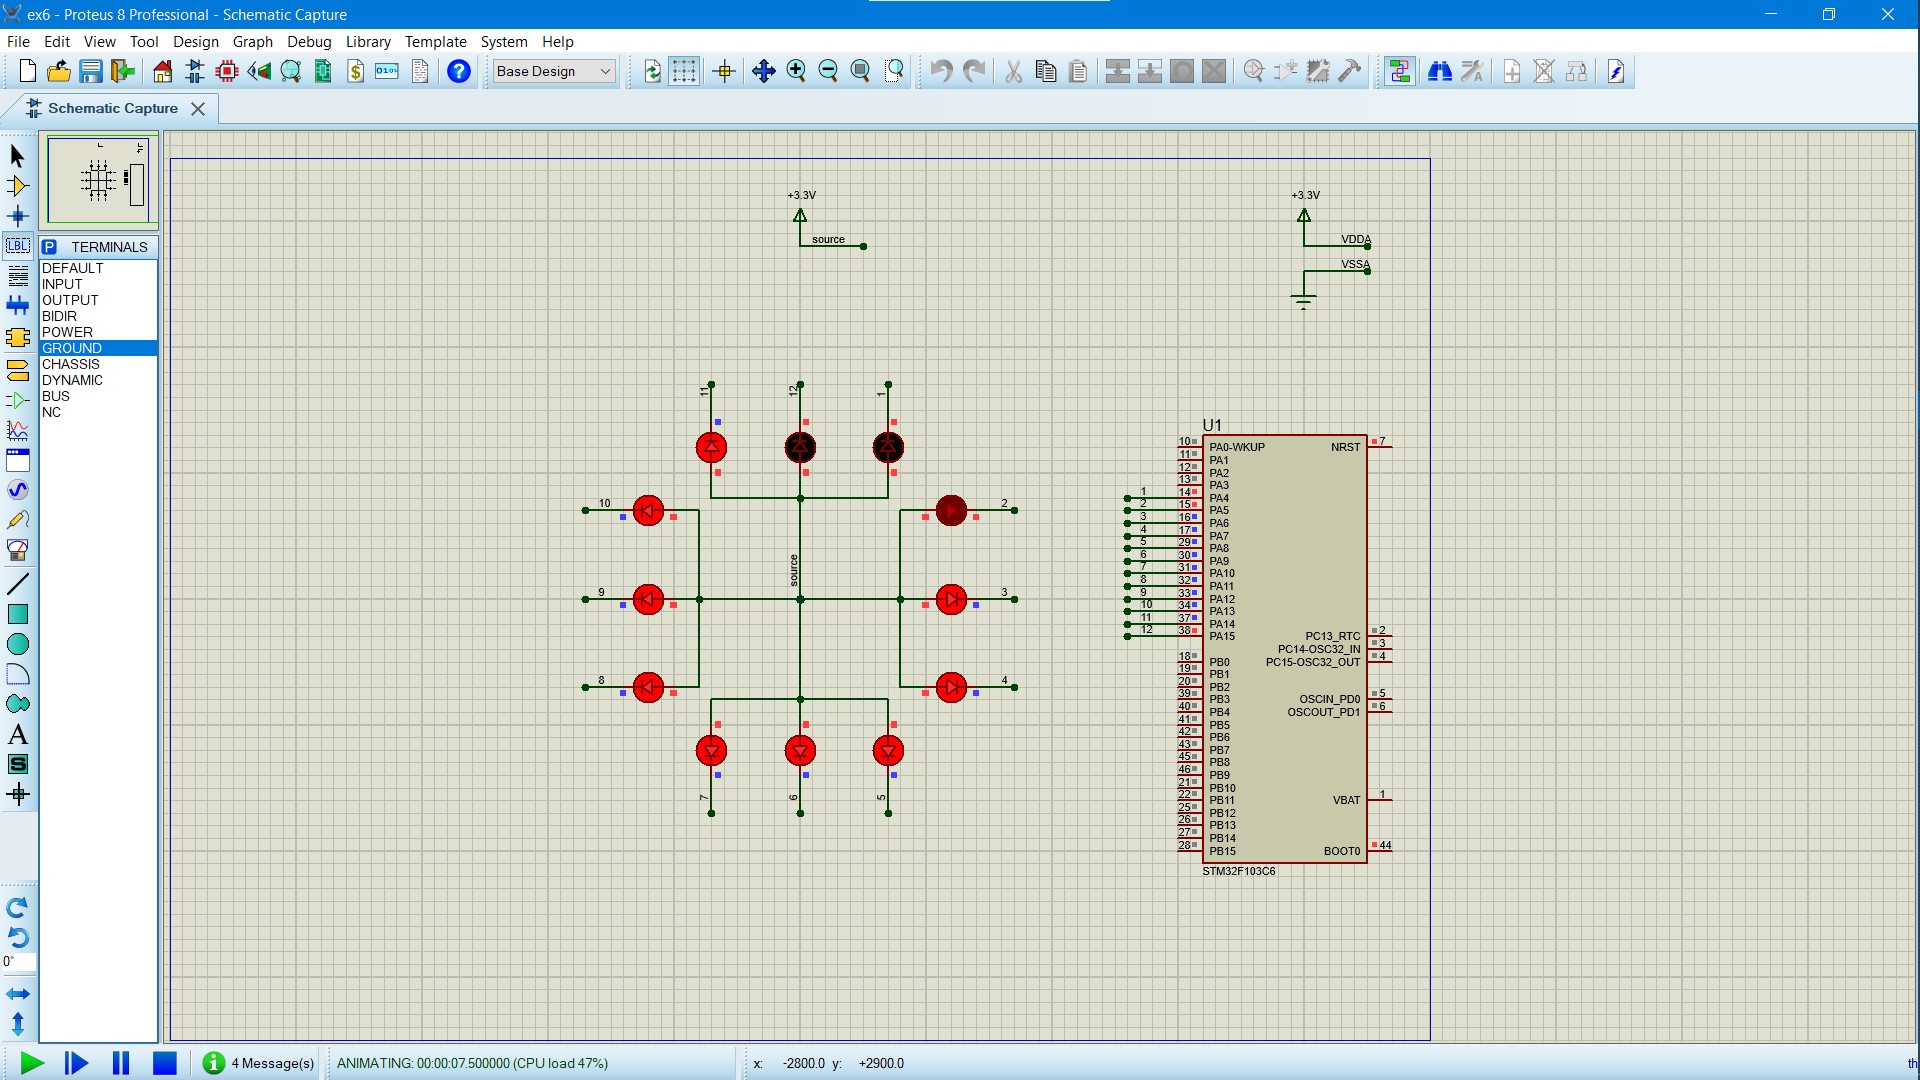 ex6 - Proteus 8 Professional - Schematic Capture
File Edit View Tool Design Graph Debug Library Template System Help
Base Design
Schematic Capture
P TERMINALS
DEFAULT
INPUT
OUTPUT
BIDIR
POWER
GROUND
CHASSIS
DYNAMIC
BUS
NC
LBL
A
S
0°
+3.3V
source
+3.3V
VDDA
VSSA
11
12
1
10
2
9
source
3
8
4
7
6
5
U1
10 PA0-WKUP NRST 7
11 PA1
12 PA2
13 PA3
1 14 PA4
2 15 PA5
3 16 PA6
4 17 PA7
5 29 PA8
6 30 PA9
7 31 PA10
8 32 PA11
9 33 PA12
10 34 PA13
11 37 PA14
12 38 PA15 PC13_RTC 2
PC14-OSC32_IN 3
18 PB0 PC15-OSC32_OUT 4
19 PB1
20 PB2
39 PB3 OSCIN_PD0 5
40 PB4 OSCOUT_PD1 6
41 PB5
42 PB6
43 PB7
45 PB8
46 PB9
21 PB10
22 PB11 VBAT 1
25 PB12
26 PB13
27 PB14
28 PB15 BOOT0 44
STM32F103C6
4 Message(s) ANIMATING: 00:00:07.500000 (CPU load 47%) x: -2800.0 y: +2900.0 th